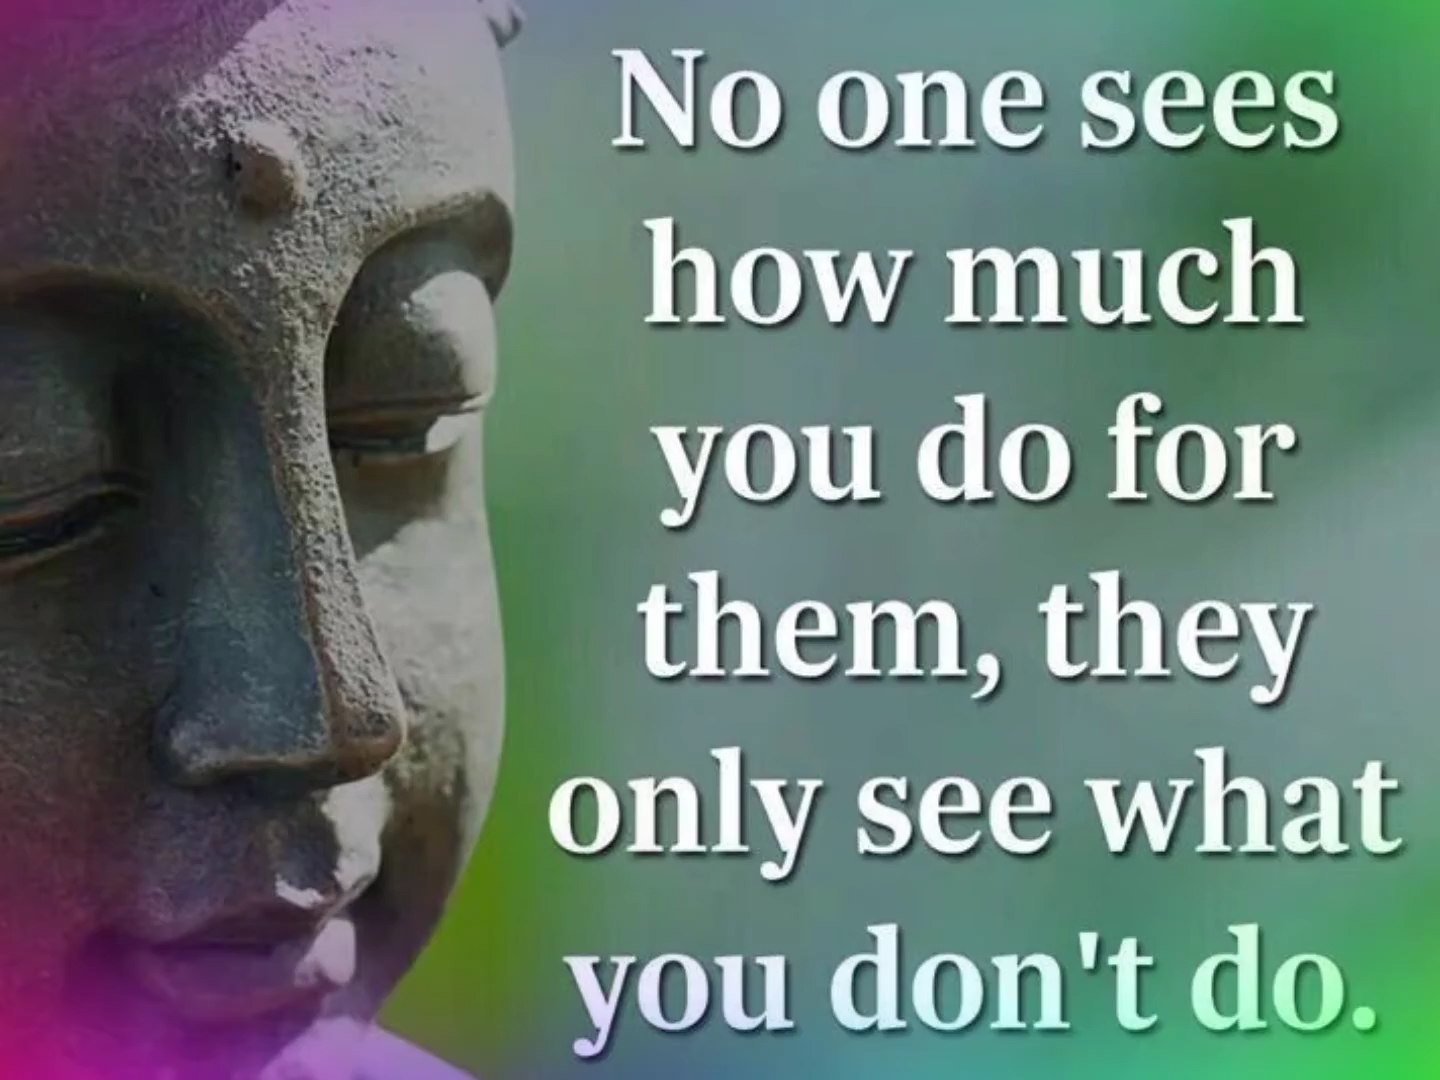 No one sees
how much
you do for
them, they
only see what
you don't do.